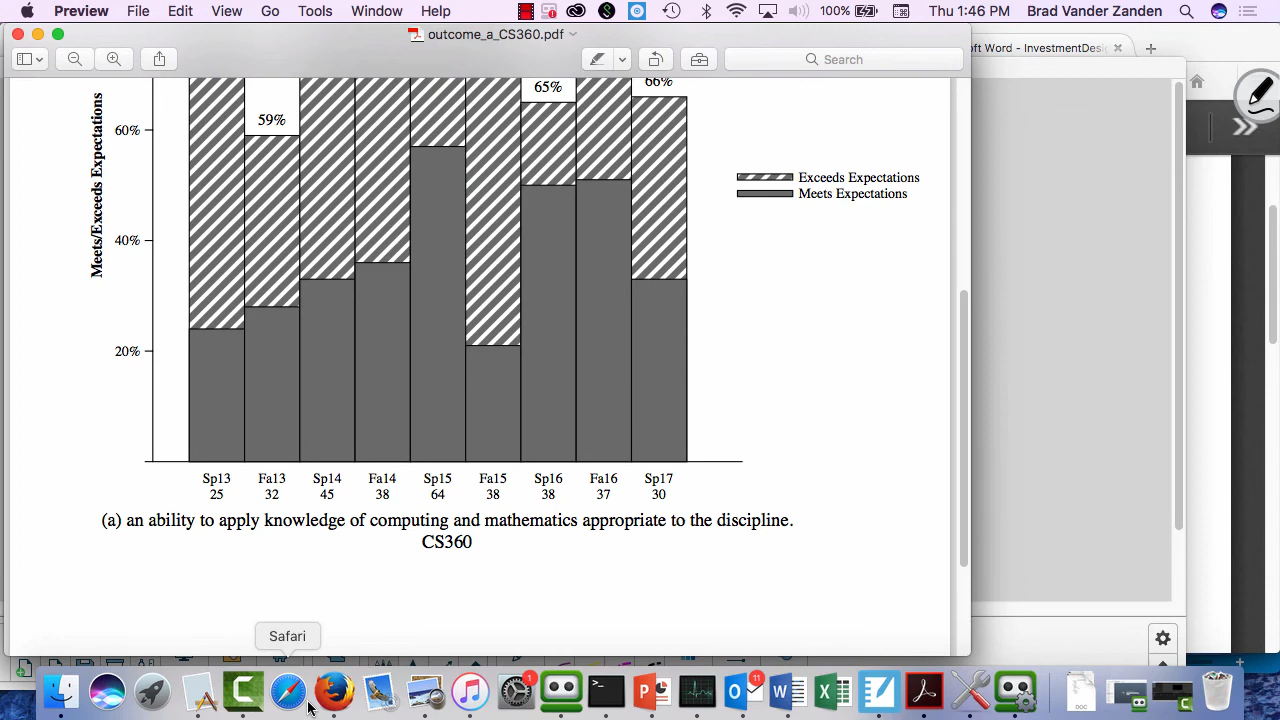 Preview File Edit View Go Tools Window Help 100% Thu 1:46 PM Brad Vander Zanden
outcome_a_CS360.pdf
oft Word - InvestmentDesi
Search
Meets/Exceeds Expectations
60%
40%
20%
59%
65%
66%
Exceeds Expectations
Meets Expectations
Sp13 Fa13 Sp14 Fa14 Sp15 Fa15 Sp16 Fa16 Sp17
25 32 45 38 64 38 38 37 30
(a) an ability to apply knowledge of computing and mathematics appropriate to the discipline.
CS360
Safari
1
11
DOC